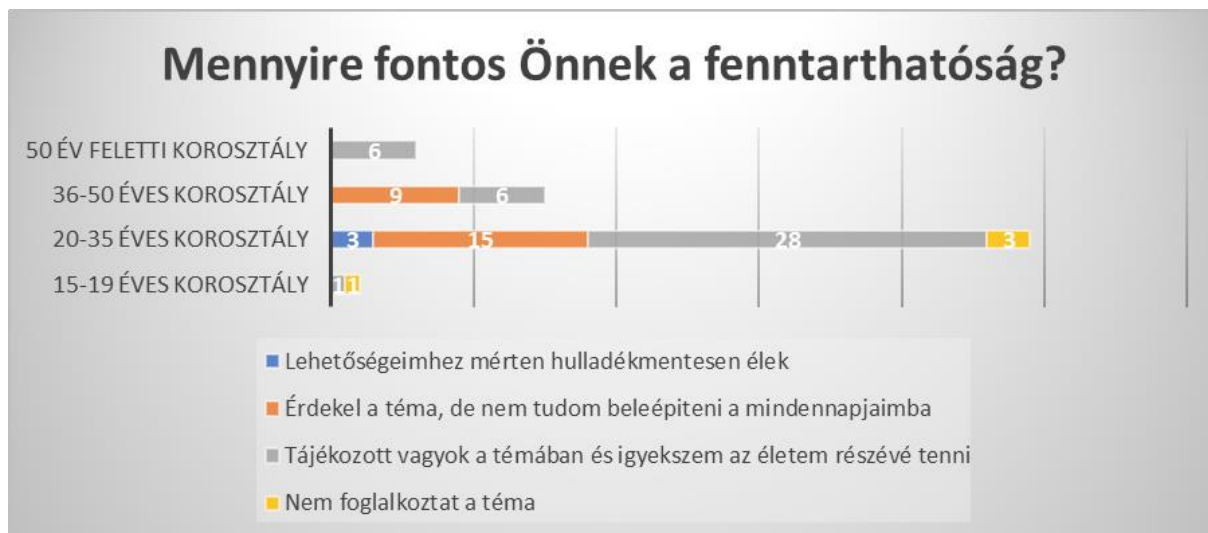 Mennyire fontos Önnek a fenntarthatóság?
50 ÉV FELETTI KOROSZTÁLY 6
36-50 ÉVES KOROSZTÁLY 9 6
20-35 ÉVES KOROSZTÁLY 3 15 28 3
15-19 ÉVES KOROSZTÁLY 1 1
Lehetőségeimhez mérten hulladékmentesen élek
Érdekel a téma, de nem tudom beleépiteni a mindennapjaimba
Tájékozott vagyok a témában és igyekszem az életem részévé tenni
Nem foglalkoztat a téma